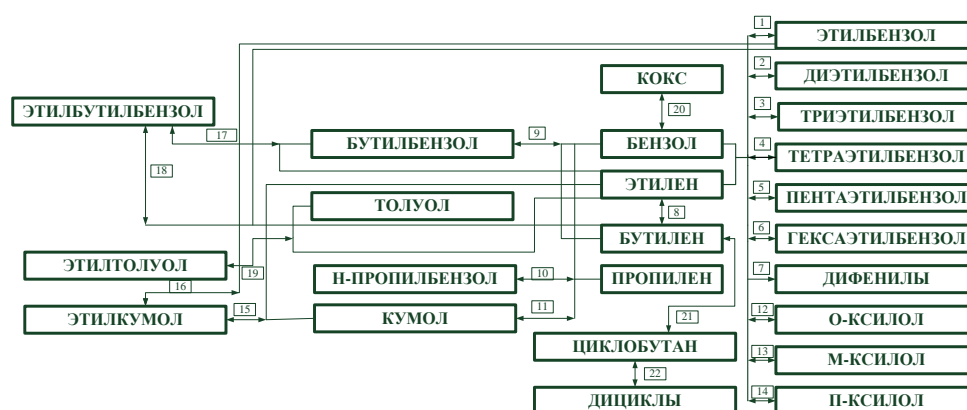 1
ЭТИЛБЕНЗОЛ
КОКС
2
ДИЭТИЛБЕНЗОЛ
ЭТИЛБУТИЛБЕНЗОЛ
20
3
ТРИЭТИЛБЕНЗОЛ
17
БУТИЛБЕНЗОЛ
9
БЕНЗОЛ
4
ТЕТРАЭТИЛБЕНЗОЛ
18
ЭТИЛЕН
5
ПЕНТАЭТИЛБЕНЗОЛ
ТОЛУОЛ
8
БУТИЛЕН
6
ГЕКСАЭТИЛБЕНЗОЛ
ЭТИЛТОЛУОЛ
19
Н-ПРОПИЛБЕНЗОЛ
10
ПРОПИЛЕН
7
ДИФЕНИЛЫ
16
ЭТИЛКУМОЛ
15
КУМОЛ
11
21
12
О-КСИЛОЛ
ЦИКЛОБУТАН
13
М-КСИЛОЛ
22
ДИЦИКЛЫ
14
П-КСИЛОЛ